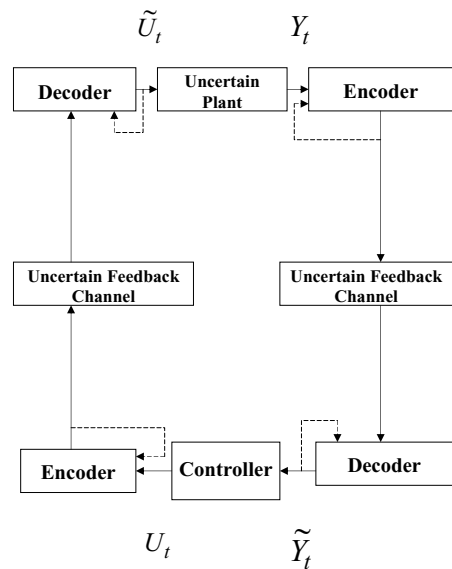 Ũ_t
Y_t
Decoder
Uncertain
Plant
Encoder
Uncertain Feedback
Channel
Uncertain Feedback
Channel
Encoder
Controller
Decoder
U_t
Ỹ_t